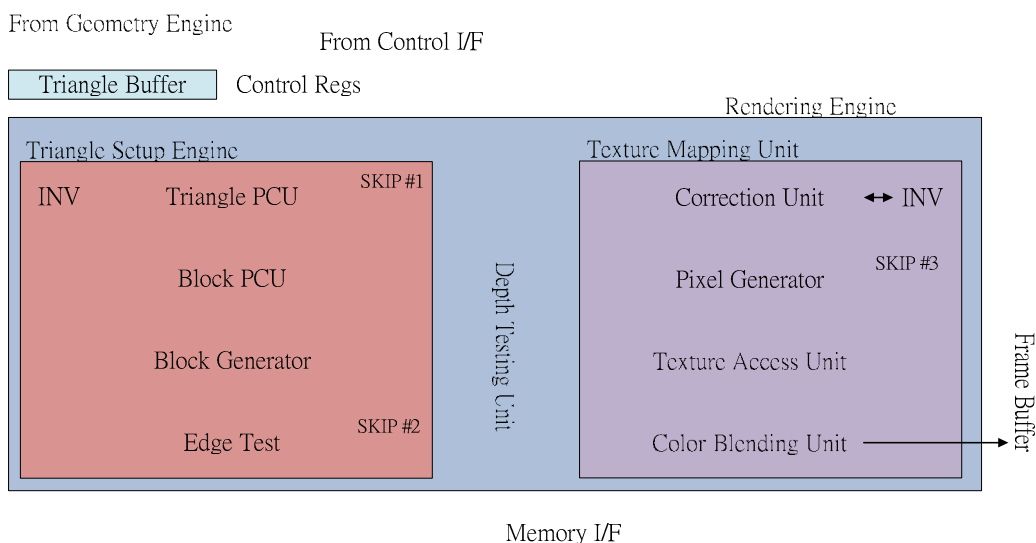 From Geometry Engine
From Control I/F
Triangle Buffer
Control Regs
Rendering Engine
Triangle Setup Engine
SKIP #1
INV
Triangle PCU
Block PCU
Block Generator
SKIP #2
Edge Test
Depth Testing Unit
Texture Mapping Unit
Correction Unit
INV
SKIP #3
Pixel Generator
Texture Access Unit
Color Blending Unit
Frame Buffer
Memory I/F